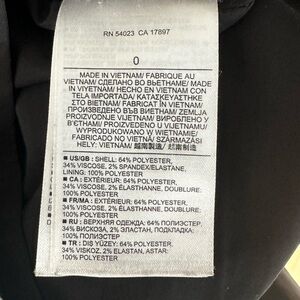 RN 54023 CA 17897
0
MADE IN VIETNAM/ FABRIQUE AU
VIETNAM/ СДЕЛАНО ВО ВЬЕТНАМЕ/ MADE
IN VIYETNAM/ HECHO EN VIETNAM CON
TELA IMPORTADA/ ΚΑΤΑΣΚΕΥΑΣΤΗΚΕ
ΣΤΟ ΒΙΕΤΝΑΜ/ FABRICAT ÎN VIETNAM/
ПРОИЗВЕДЕНО ВЪВ ВИЕТНАМ/ ZEMLJA
PROIZVODNJE VIJETNAM/ ВИРОБЛЕНО У
В'ЄТНАМІ/ PROIZVEDENO U VIJETNAMU/
WYPRODUKOWANO W WIETNAMIE/
FABRICADO NO VIETNÃ/ SZÁRMAZÁSI
HELY: VIETNAM/ 越南製造/ 越南制造
■ US/GB : SHELL: 64% POLYESTER,
34% VISCOSE, 2% SPANDEX/ELASTANE,
LINING: 100% POLYESTER
■ CA : EXTÉRIEUR: 64% POLYESTER,
34% VISCOSE, 2% ÉLASTHANNE, DOUBLURE:
100% POLYESTER
■ FR/MA : EXTÉRIEUR: 64% POLYESTER,
34% VISCOSE, 2% ÉLASTHANNE, DOUBLURE:
100% POLYESTER
■ RU : ВЕРХНЯЯ ОДЕЖДА: 64% ПОЛИЭСТЕР,
34% ВИСКОЗА, 2% ЭЛАСТАН, ПОДКЛАДКА:
100% ПОЛИЭСТЕР
■ TR : DIŞ YÜZEY: 64% POLYESTER,
34% VISKOZ, 2% ELASTAN, ASTAR:
100% POLYESTER